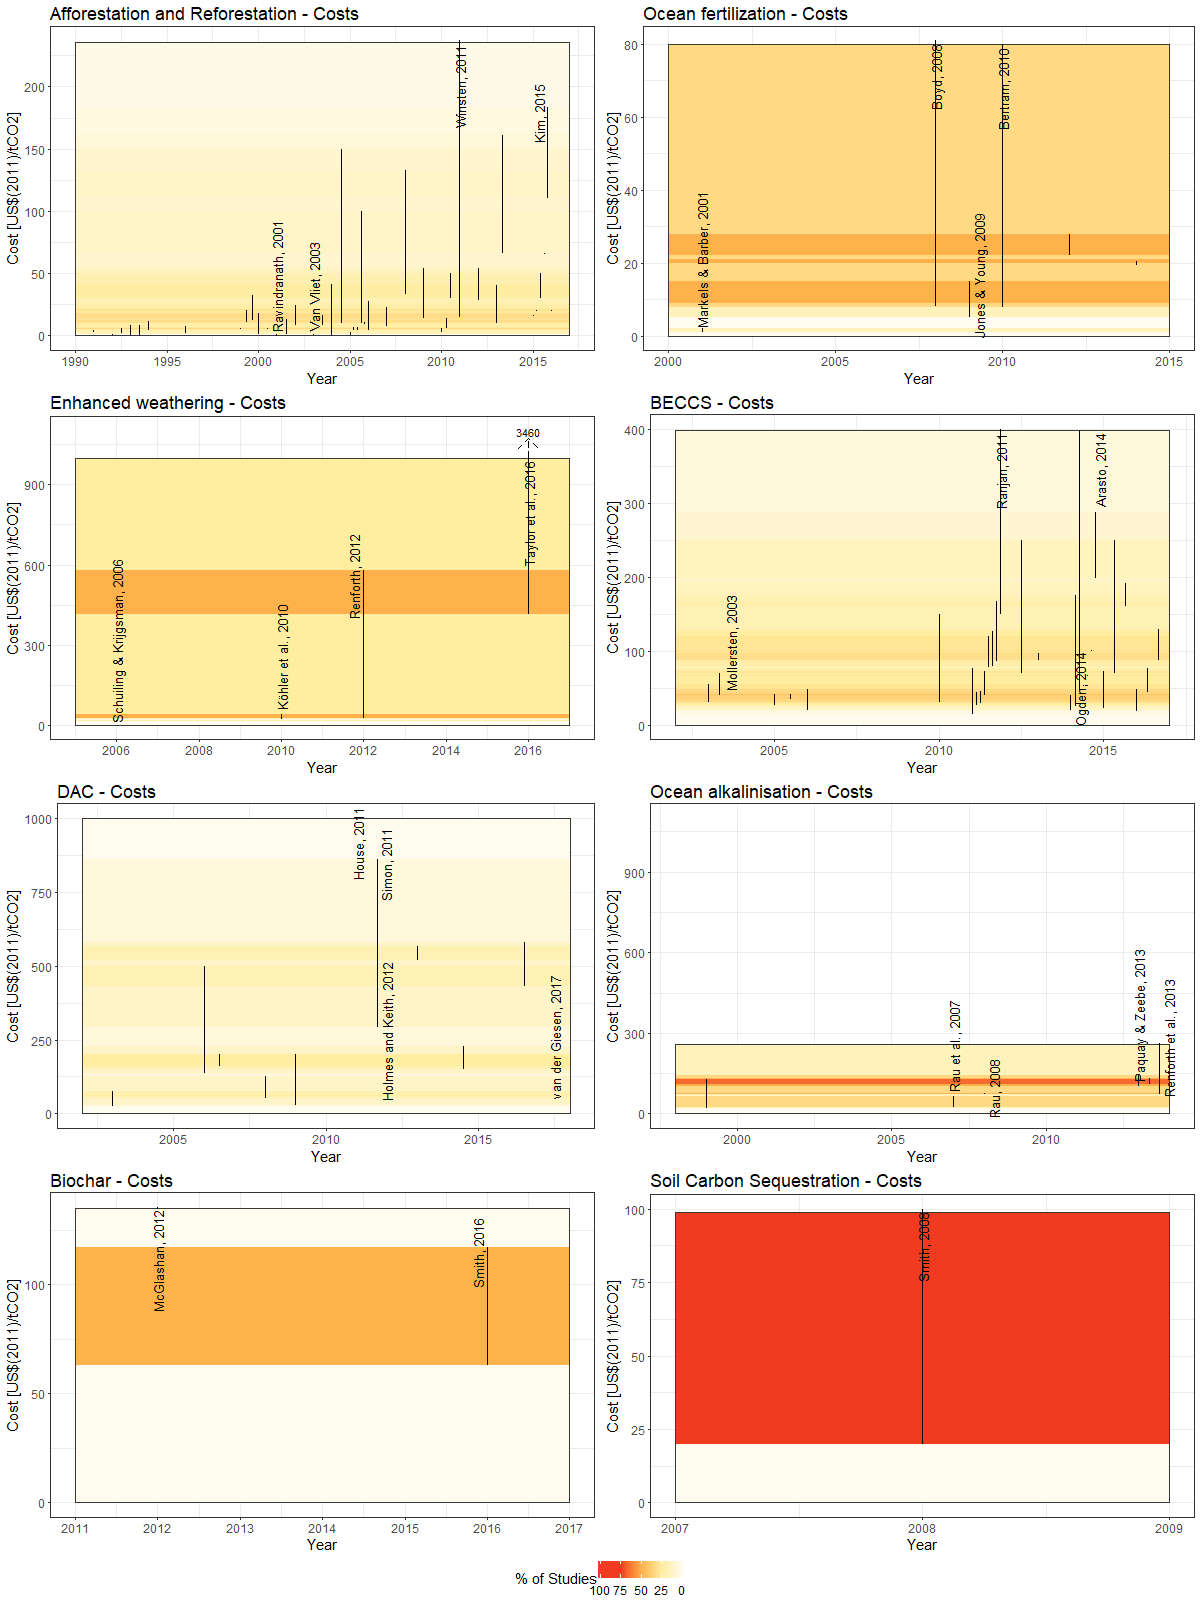 Afforestation and Reforestation - Costs
Cost [US$(2011)/tCO2]
200
150
100
50
0
Winsten, 2011
Kim, 2015
Ravindranath, 2001
Van Vliet, 2003
1990
1995
2000
2005
2010
2015
Year
Ocean fertilization - Costs
Cost [US$(2011)/tCO2]
80
60
40
20
0
Boyd, 2008
Bertram, 2010
Markels & Barber, 2001
Jones & Young, 2009
2000
2005
2010
2015
Year
Enhanced weathering - Costs
Cost [US$(2011)/tCO2]
900
600
300
0
3460
Taylor et al., 2016
Renforth, 2012
Schuiling & Krijgsman, 2006
Köhler et al., 2010
2006
2008
2010
2012
2014
2016
Year
BECCS - Costs
Cost [US$(2011)/tCO2]
400
300
200
100
0
Ranjan, 2011
Arasto, 2014
Mollersten, 2003
Ogden, 2014
2005
2010
2015
Year
DAC - Costs
Cost [US$(2011)/tCO2]
1000
750
500
250
0
House, 2011
Simon, 2011
Holmes and Keith, 2012
van der Giesen, 2017
2005
2010
2015
Year
Ocean alkalinisation - Costs
Cost [US$(2011)/tCO2]
900
600
300
0
Rau et al., 2007
Rau, 2008
Paquay & Zeebe, 2013
Renforth et al., 2013
2000
2005
2010
Year
Biochar - Costs
Cost [US$(2011)/tCO2]
100
50
0
McGlashan, 2012
Smith, 2016
2011
2012
2013
2014
2015
2016
2017
Year
Soil Carbon Sequestration - Costs
Cost [US$(2011)/tCO2]
100
75
50
25
0
Smith, 2008
2007
2008
2009
Year
% of Studies
100 75 50 25 0